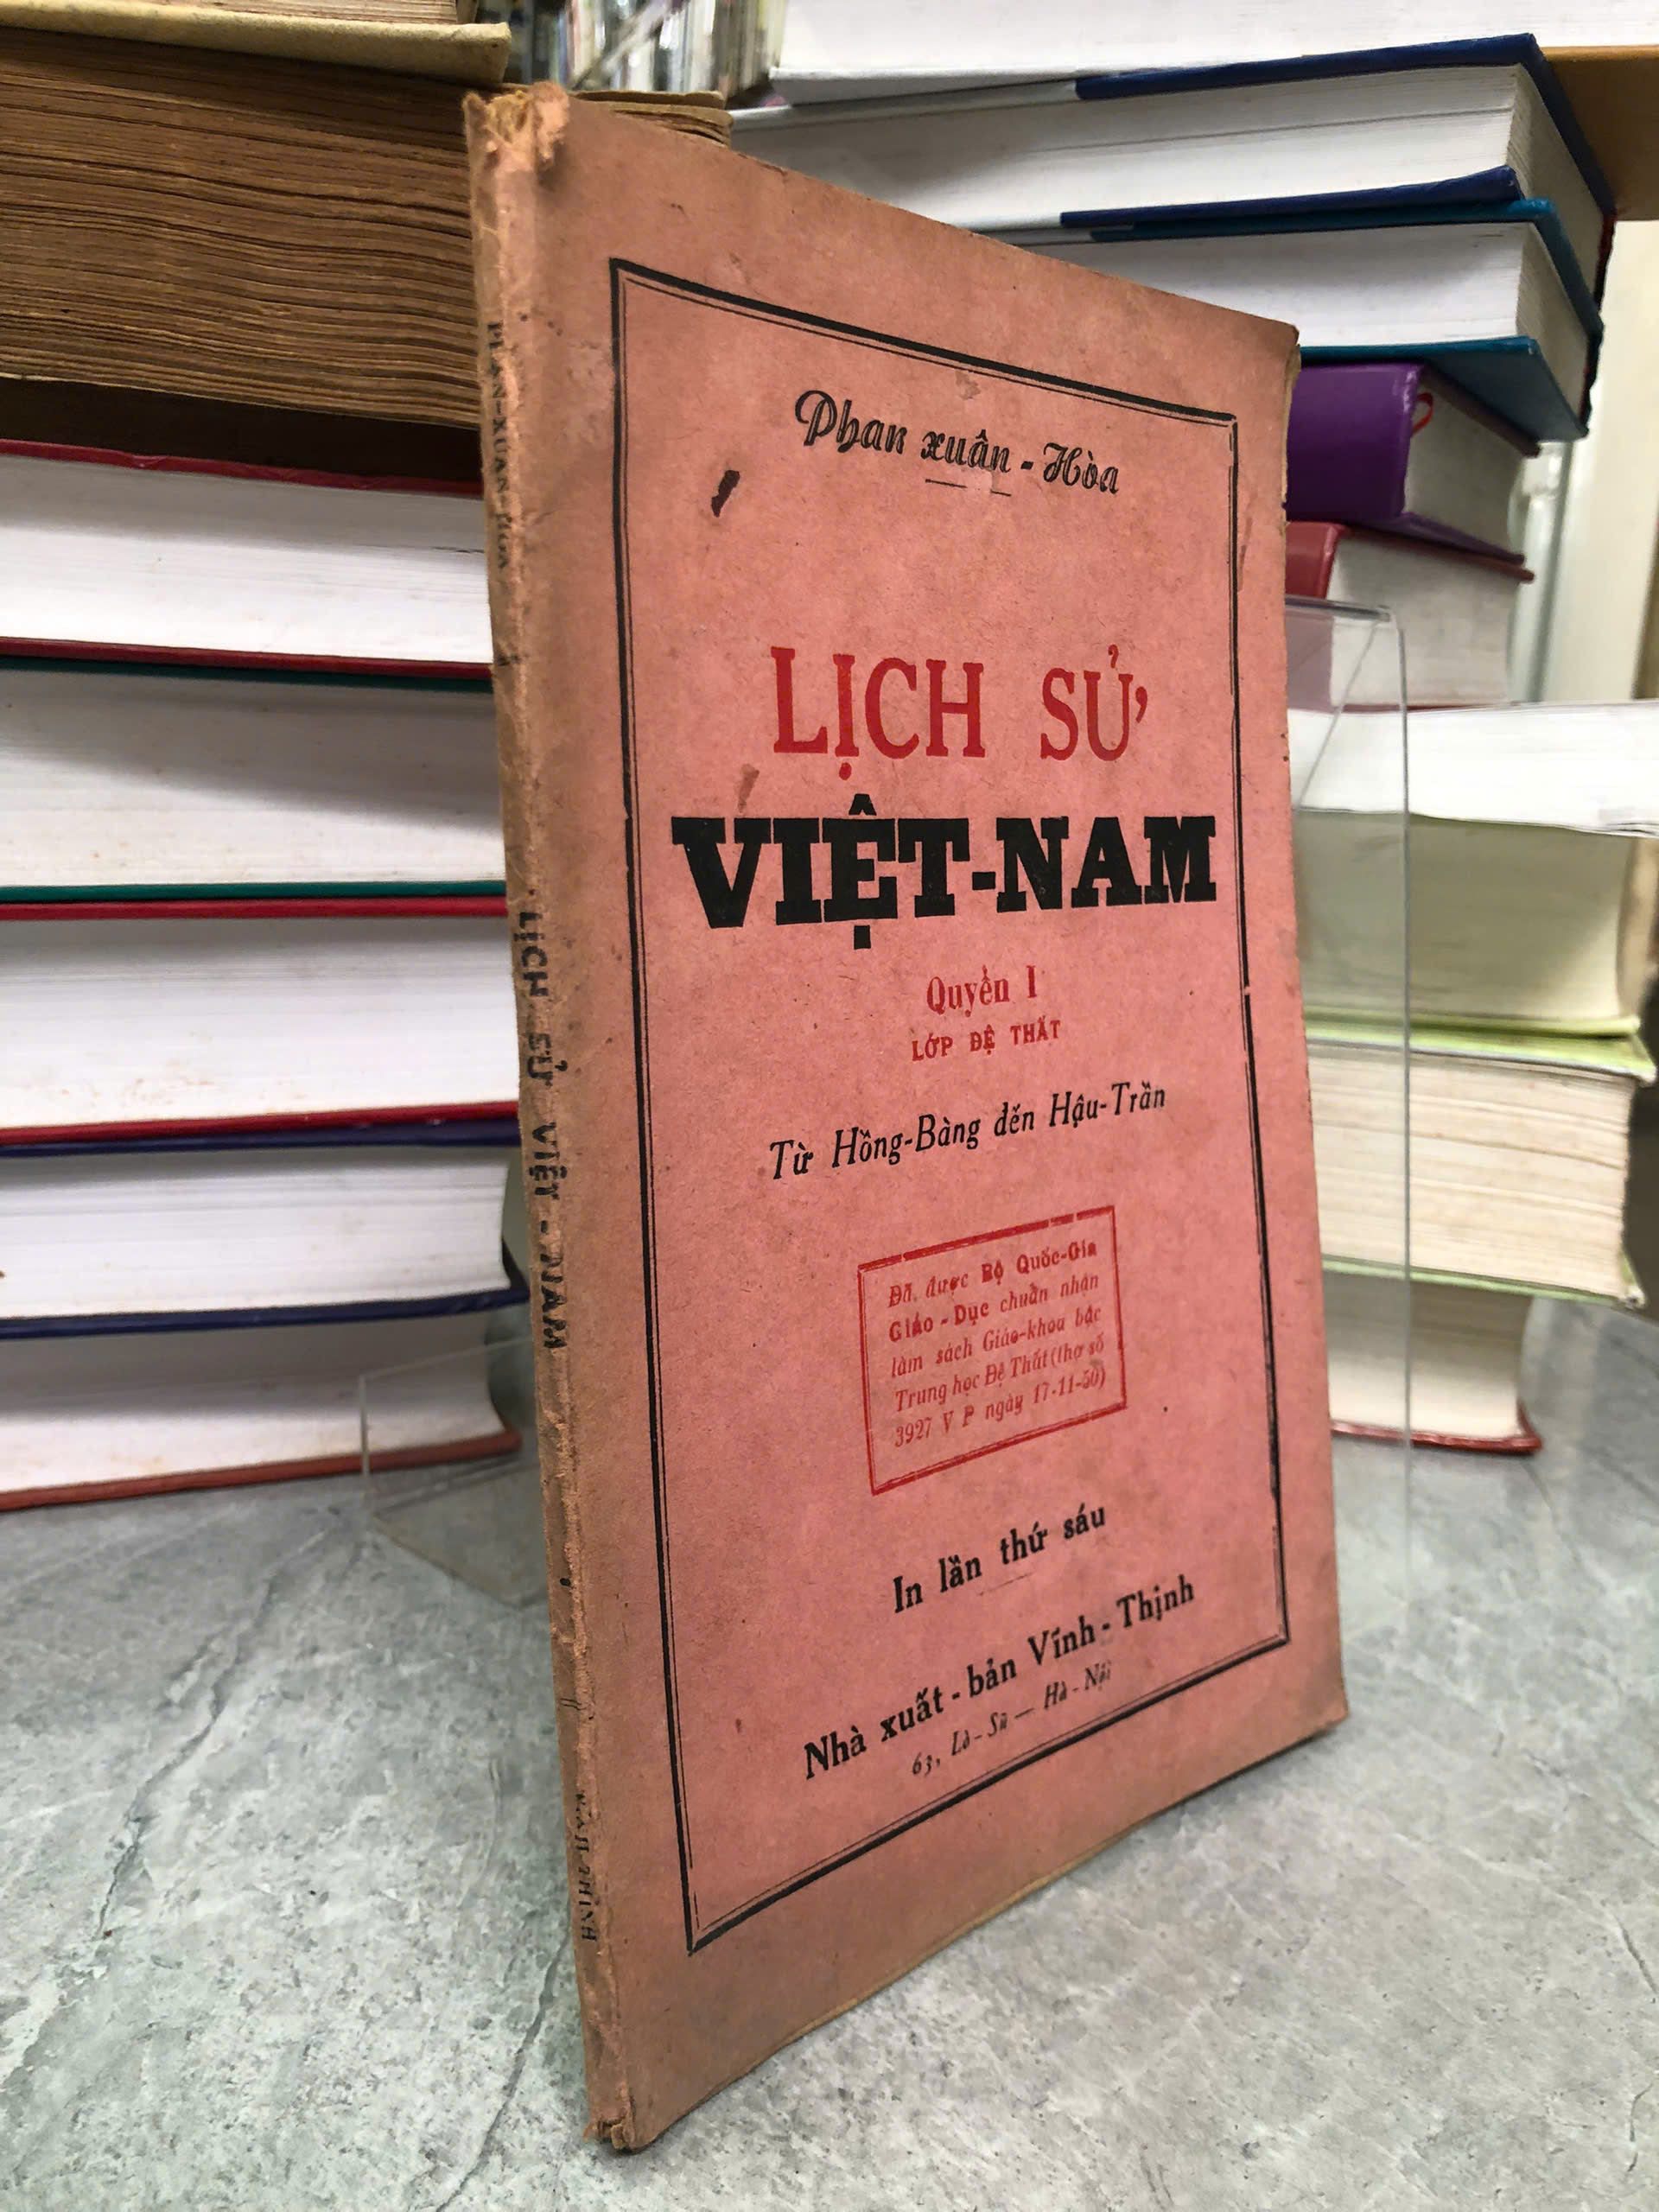 Phan xuân - Hòa
LỊCH SỬ
VIỆT-NAM
Quyển I
LỚP ĐỆ THẤT
Từ Hồng-Bàng đến Hậu-Trần
Đã được Bộ Quốc-Gia
Giáo - Dục chuẩn nhận
làm sách Giáo-khoa bậc
Trung học Đệ Thất (thơ số
3927 V P ngày 17-11-50)
In lần thứ sáu
Nhà xuất - bản Vĩnh - Thịnh
63, Lò - Sũ — Hà - Nội
PHAN-XUÂN-HÒA
LỊCH SỬ VIỆT - NAM